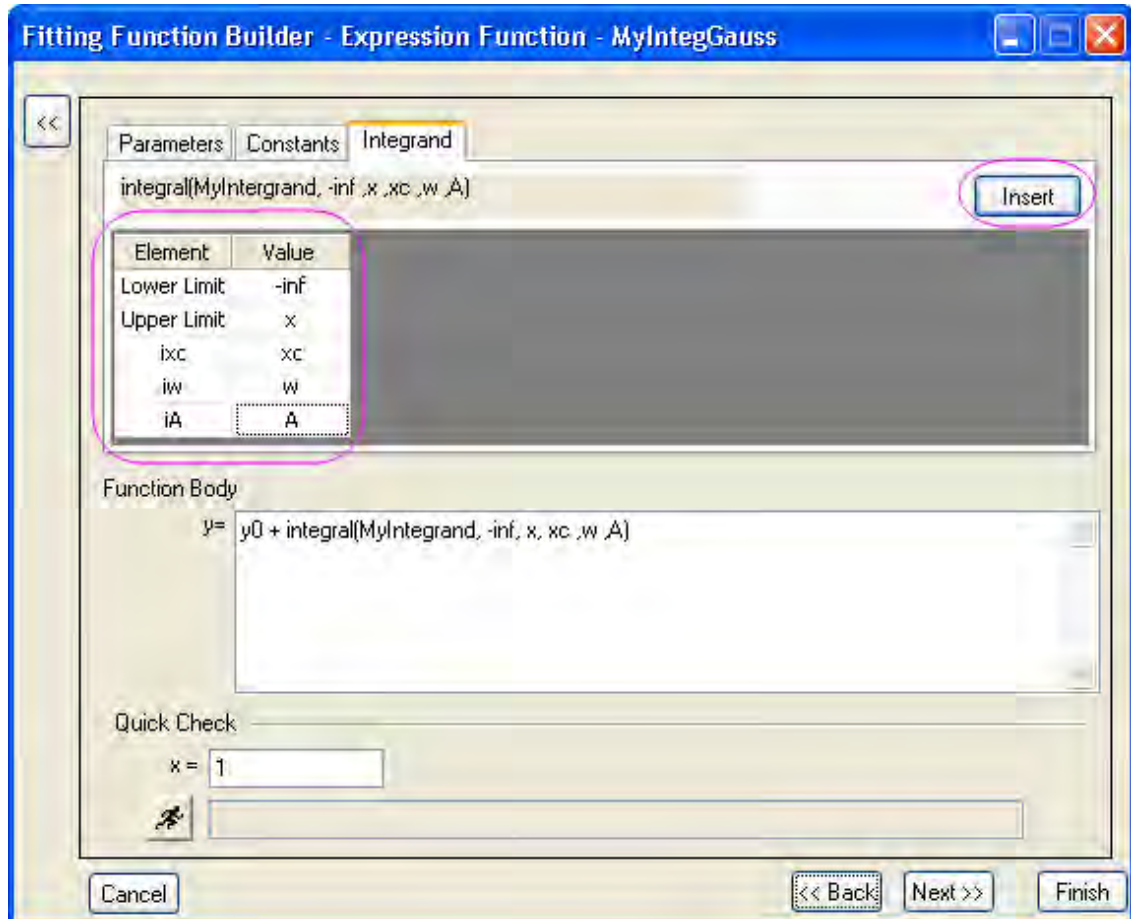 Fitting Function Builder - Expression Function - MyIntegGauss
<<
Parameters Constants Integrand
integral(MyIntergrand, -inf ,x ,xc ,w ,A)
Insert
Element Value
Lower Limit -inf
Upper Limit x
ixc xc
iw w
iA A
Function Body
y= y0 + integral(MyIntegrand, -inf, x, xc ,w ,A)
Quick Check
x = 1
Cancel << Back Next >> Finish